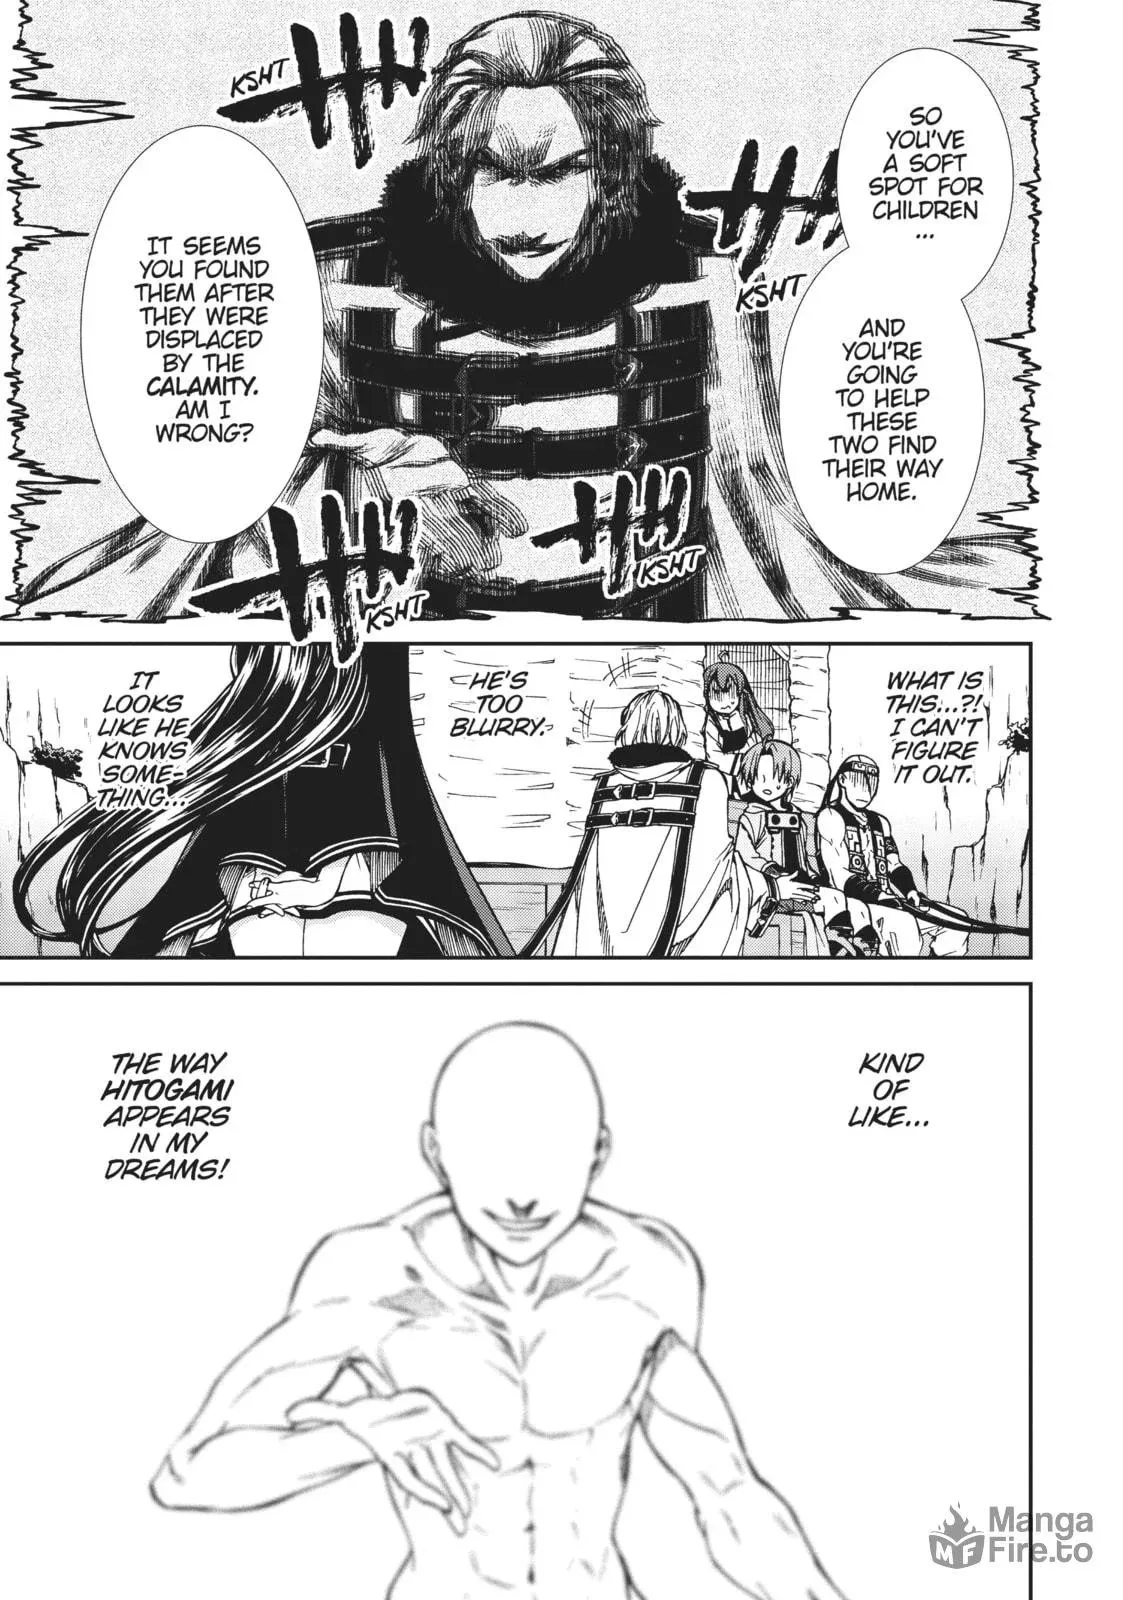 SO
YOU'VE
A SOFT
SPOT FOR
CHILDREN
...
AND
YOU'RE
GOING
TO HELP
THESE
TWO FIND
THEIR WAY
HOME.
KSHT
KSHT
IT SEEMS
YOU FOUND
THEM AFTER
THEY WERE
DISPLACED
BY THE
CALAMITY.
AM I
WRONG?
KSHT
KSHT
WHAT IS
THIS...?!
I CAN'T
FIGURE
IT OUT.
HE'S
TOO
BLURRY.
IT
LOOKS
LIKE HE
KNOWS
SOME-
THING...
KIND
OF
LIKE...
THE WAY
HITOGAMI
APPEARS
IN MY
DREAMS!
Manga
Fire.to
MF